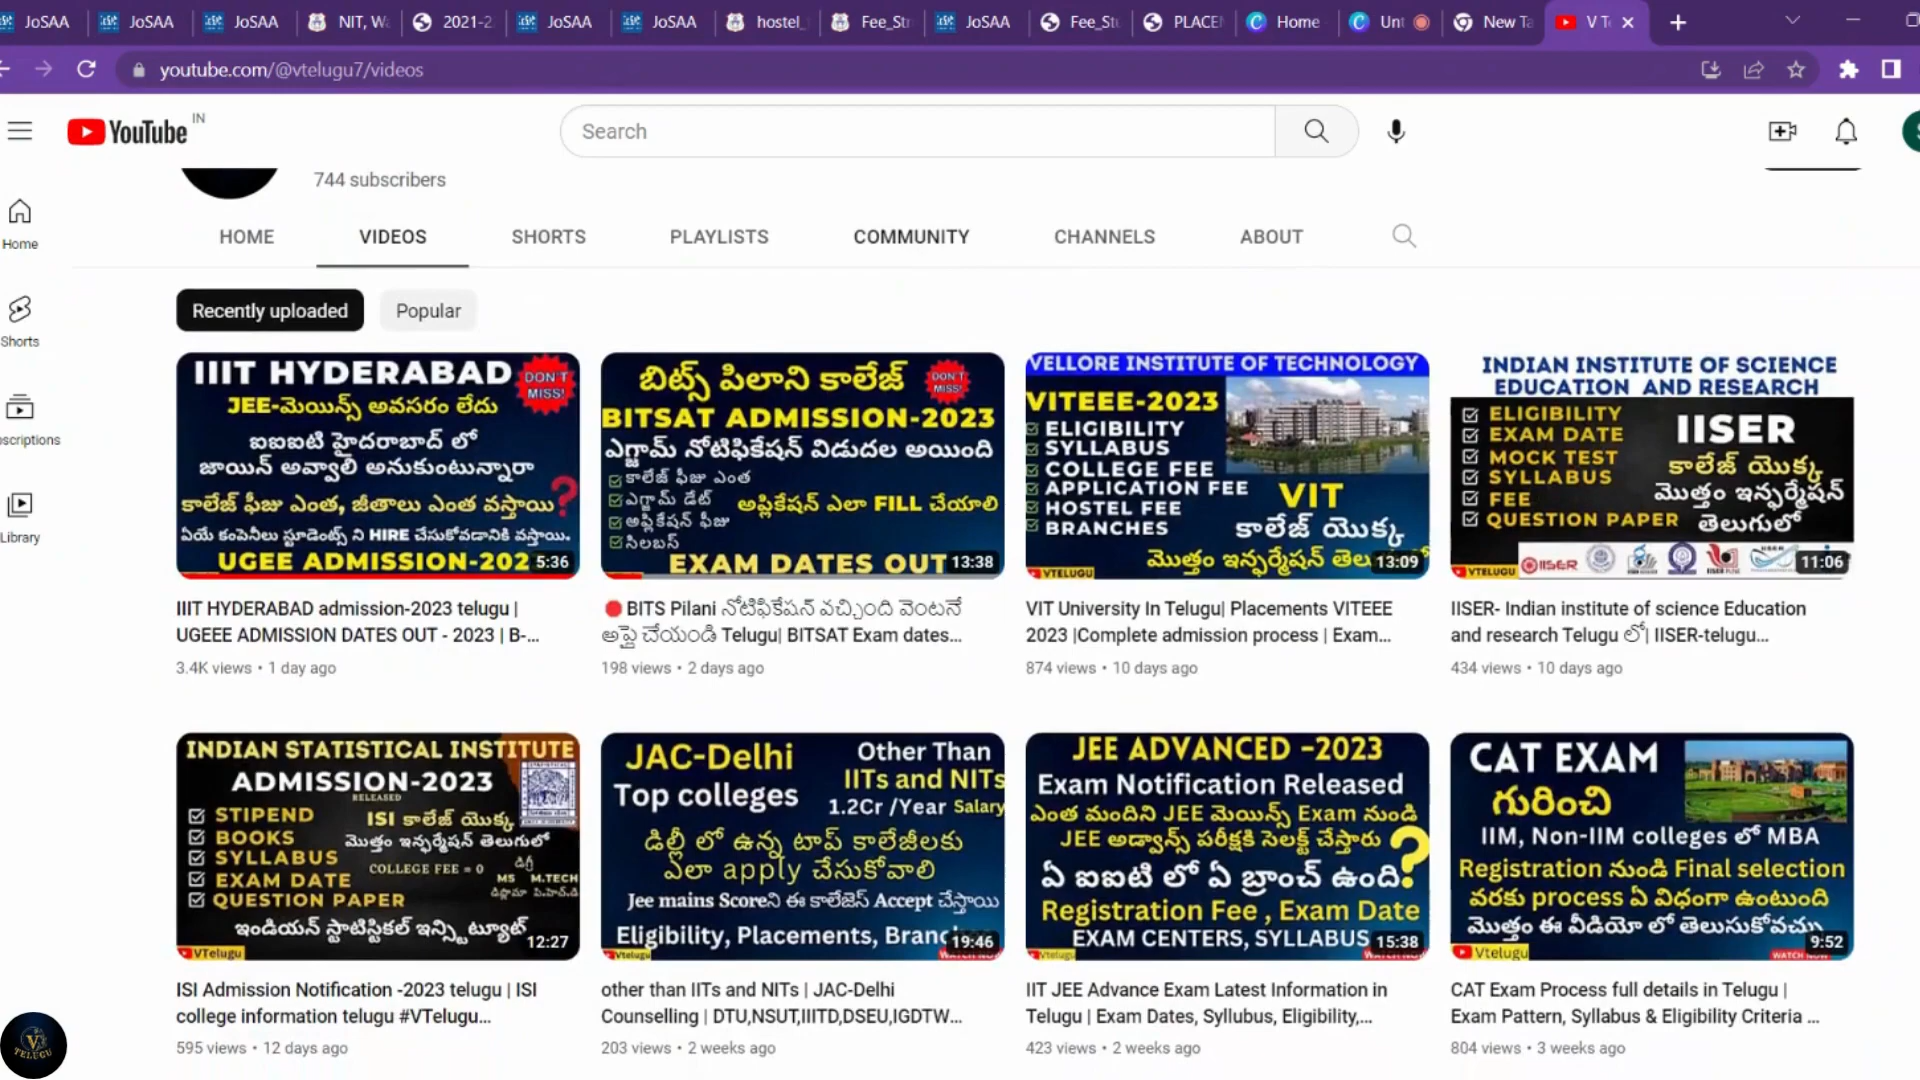 JoSAA JoSAA JoSAA NIT, W 2021-2 JoSAA JoSAA hostel_ Fee_Str JoSAA Fee_Stu PLACEM Home Unt New Ta V Te
youtube.com/@vtelugu7/videos
YouTube IN
Search
744 subscribers
HOME VIDEOS SHORTS PLAYLISTS COMMUNITY CHANNELS ABOUT
Home
Shorts
scriptions
Library
Recently uploaded Popular
IIIT HYDERABAD
DON'T MISS!
JEE-మెయిన్స్ అవసరం లేదు
ఐఐఐటి హైదరాబాద్ లో
జాయిన్ అవ్వాలి అనుకుంటున్నారా
కాలేజ్ ఫీజు ఎంత, జీతాలు ఎంత వస్తాయి?
ఏయే కంపెనీలు స్టూడెంట్స్ ని HIRE చేసుకోవడానికి వస్తాయి.
UGEE ADMISSION-202 5:36
బిట్స్ పిలాని కాలేజ్
DON'T MISS!
BITSAT ADMISSION-2023
ఎగ్జామ్ నోటిఫికేషన్ విడుదల అయింది
కాలేజ్ ఫీజు ఎంత
ఎగ్జామ్ డేట్
అప్లికేషన్ ఫీజు
సిలబస్
అప్లికేషన్ ఎలా FILL చేయాలి
EXAM DATES OUT 13:38
VELLORE INSTITUTE OF TECHNOLOGY
VITEEE-2023
ELIGIBILITY
SYLLABUS
COLLEGE FEE
APPLICATION FEE
HOSTEL FEE
BRANCHES
VIT
కాలేజ్ యొక్క
మొత్తం ఇన్ఫర్మేషన్ తెలు
VTELUGU 13:09
INDIAN INSTITUTE OF SCIENCE
EDUCATION AND RESEARCH
ELIGIBILITY
EXAM DATE
MOCK TEST
SYLLABUS
FEE
QUESTION PAPER
IISER
కాలేజ్ యొక్క
మొత్తం ఇన్ఫర్మేషన్
తెలుగులో
VTELUGU IISER 11:06
IIIT HYDERABAD admission-2023 telugu |
UGEEE ADMISSION DATES OUT - 2023 | B-...
3.4K views • 1 day ago
BITS Pilani నోటిఫికేషన్ వచ్చింది వెంటనే
అప్లై చేయండి Telugu| BITSAT Exam dates...
198 views • 2 days ago
VIT University In Telugu| Placements VITEEE
2023 |Complete admission process | Exam...
874 views • 10 days ago
IISER- Indian institute of science Education
and research Telugu లో| IISER-telugu...
434 views • 10 days ago
INDIAN STATISTICAL INSTITUTE
ADMISSION-2023
RELEASED
STIPEND
BOOKS
SYLLABUS
EXAM DATE
QUESTION PAPER
ISI కాలేజ్ యొక్క
మొత్తం ఇన్ఫర్మేషన్ తెలుగులో
COLLEGE FEE = 0
డిగ్రీ
MS M.TECH
డిప్లొమా పి.హెచ్.డి
ఇండియన్ స్టాటిస్టికల్ ఇన్స్టిట్యూట్
VTelugu 12:27
JAC-Delhi
Top colleges
Other Than
IITs and NITs
1.2Cr /Year Salary
డిల్లీ లో ఉన్న టాప్ కాలేజీలకు
ఎలా apply చేసుకోవాలి
Jee mains Scoreని ఈ కాలేజెస్ Accept చేస్తాయి
Eligibility, Placements, Branc
Vtelugu 19:46 WATCH NOW
JEE ADVANCED -2023
Exam Notification Released
ఎంత మందిని JEE మెయిన్స్ Exam నుండి
JEE అడ్వాన్స్ పరీక్షకి సెలక్ట్ చేస్తారు ?
ఏ ఐఐటి లో ఏ బ్రాంచ్ ఉంది.
Registration Fee , Exam Date
EXAM CENTERS, SYLLABUS
Vtelugu 15:38 WATCH NOW
CAT EXAM
గురించి
IIM, Non-IIM colleges లో MBA
Registration నుండి Final selection
వరకు process ఏ విధంగా ఉంటుంది
మొత్తం ఈ వీడియో లో తెలుసుకోవచ్చు
Vtelugu 9:52 WATCH NOW
ISI Admission Notification -2023 telugu | ISI
college information telugu #VTelugu...
595 views • 12 days ago
other than IITs and NITs | JAC-Delhi
Counselling | DTU,NSUT,IIITD,DSEU,IGDTW...
203 views • 2 weeks ago
IIT JEE Advance Exam Latest Information in
Telugu | Exam Dates, Syllubus, Eligibility,...
423 views • 2 weeks ago
CAT Exam Process full details in Telugu |
Exam Pattern, Syllabus & Eligibility Criteria ...
804 views • 3 weeks ago
V
TELUGU